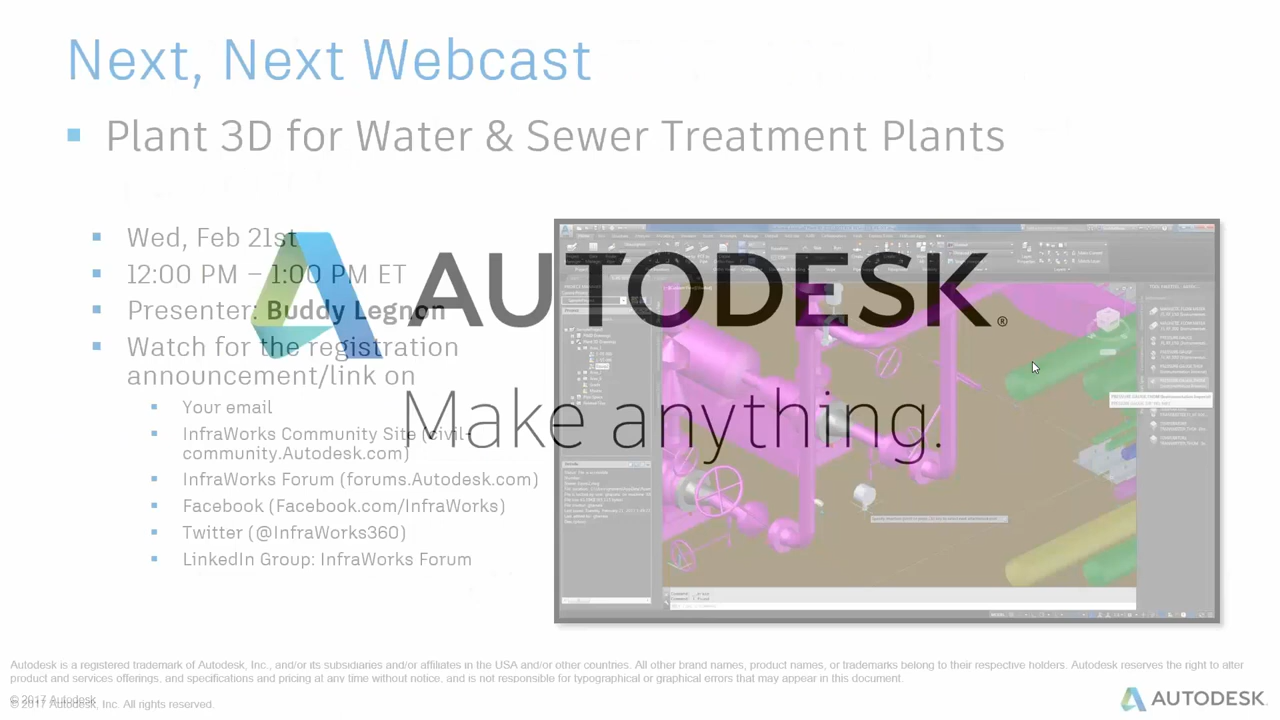 Next, Next Webcast
Plant 3D for Water & Sewer Treatment Plants
Wed, Feb 21st
12:00 PM – 1:00 PM ET
Presenter: Buddy Legnon
Watch for the registration
announcement/link on
Your email
InfraWorks Community Site (civil-
community.Autodesk.com)
InfraWorks Forum (forums.Autodesk.com)
Facebook (Facebook.com/InfraWorks)
Twitter (@InfraWorks360)
LinkedIn Group: InfraWorks Forum
AUTODESK®
Make anything.
Autodesk is a registered trademark of Autodesk, Inc., and/or its subsidiaries and/or affiliates in the USA and/or other countries. All other brand names, product names, or trademarks belong to their respective holders. Autodesk reserves the right to alter
product and services offerings, and specifications and pricing at any time without notice, and is not responsible for typographical or graphical errors that may appear in this document.
© 2017 Autodesk
© 2017 Autodesk, Inc. All rights reserved.
AUTODESK